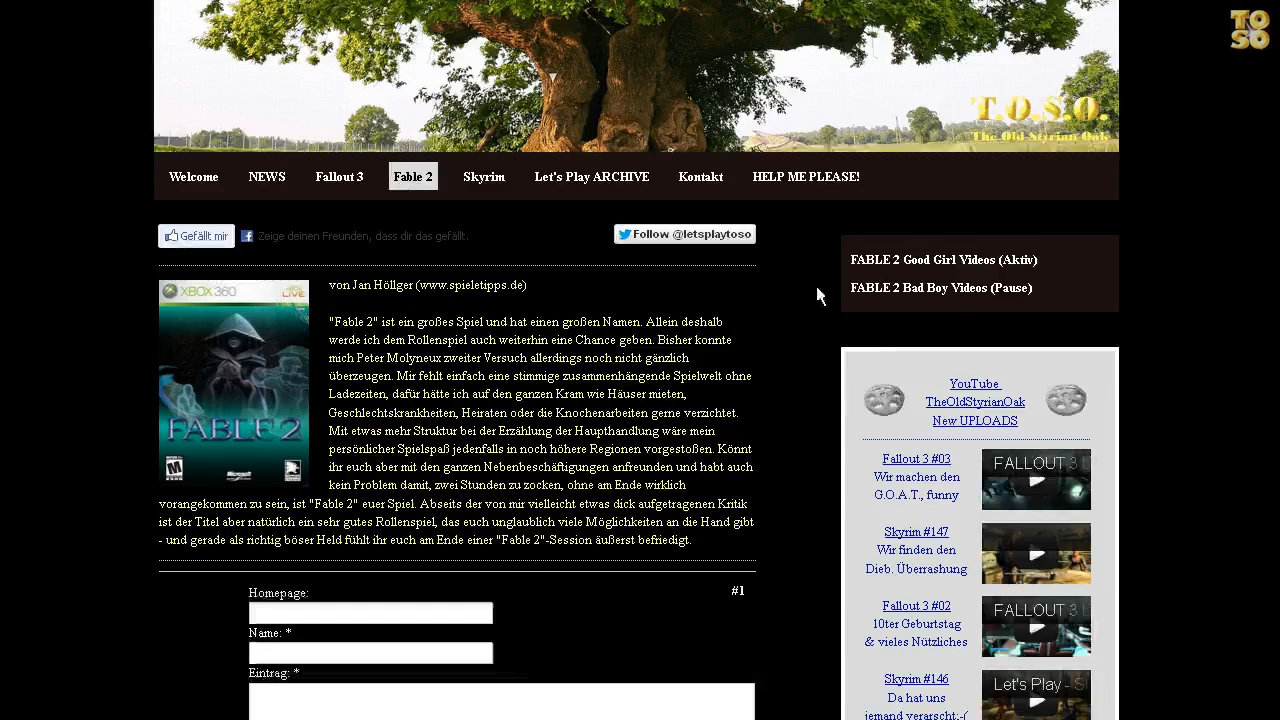 TO
SO
T.O.S.O.
The Old Styrian Oak
Welcome
NEWS
Fallout 3
Fable 2
Skyrim
Let's Play ARCHIVE
Kontakt
HELP ME PLEASE!
Gefällt mir
Zeige deinen Freunden, dass dir das gefällt.
Follow @letsplaytoso
XBOX 360
LIVE
FABLE 2
M
Microsoft
von Jan Höllger (www.spieletipps.de)
"Fable 2" ist ein großes Spiel und hat einen großen Namen. Allein deshalb
werde ich dem Rollenspiel auch weiterhin eine Chance geben. Bisher konnte
mich Peter Molyneux zweiter Versuch allerdings noch nicht gänzlich
überzeugen. Mir fehlt einfach eine stimmige zusammenhängende Spielwelt ohne
Ladezeiten, dafür hätte ich auf den ganzen Kram wie Häuser mieten,
Geschlechtskrankheiten, Heiraten oder die Knochenarbeiten gerne verzichtet.
Mit etwas mehr Struktur bei der Erzählung der Haupthandlung wäre mein
persönlicher Spielspaß jedenfalls in noch höhere Regionen vorgestoßen. Könnt
ihr euch aber mit den ganzen Nebenbeschäftigungen anfreunden und habt auch
kein Problem damit, zwei Stunden zu zocken, ohne am Ende wirklich
vorangekommen zu sein, ist "Fable 2" euer Spiel. Abseits der von mir vielleicht etwas dick aufgetragenen Kritik
ist der Titel aber natürlich ein sehr gutes Rollenspiel, das euch unglaublich viele Möglichkeiten an die Hand gibt
- und gerade als richtig böser Held fühlt ihr euch am Ende einer "Fable 2"-Session äußerst befriedigt.
#1
Homepage:
Name: *
Eintrag: *
FABLE 2 Good Girl Videos (Aktiv)
FABLE 2 Bad Boy Videos (Pause)
YouTube
TheOldStyrianOak
New UPLOADS
Fallout 3 #03
Wir machen den
G.O.A.T., funny
FALLOUT 3
Skyrim #147
Wir finden den
Dieb. Überrashung
Fallout 3 #02
10ter Geburtstag
& vieles Nützliches
FALLOUT 3
Skyrim #146
Da hat uns
jemand verarscht;-(
Let's Play - S